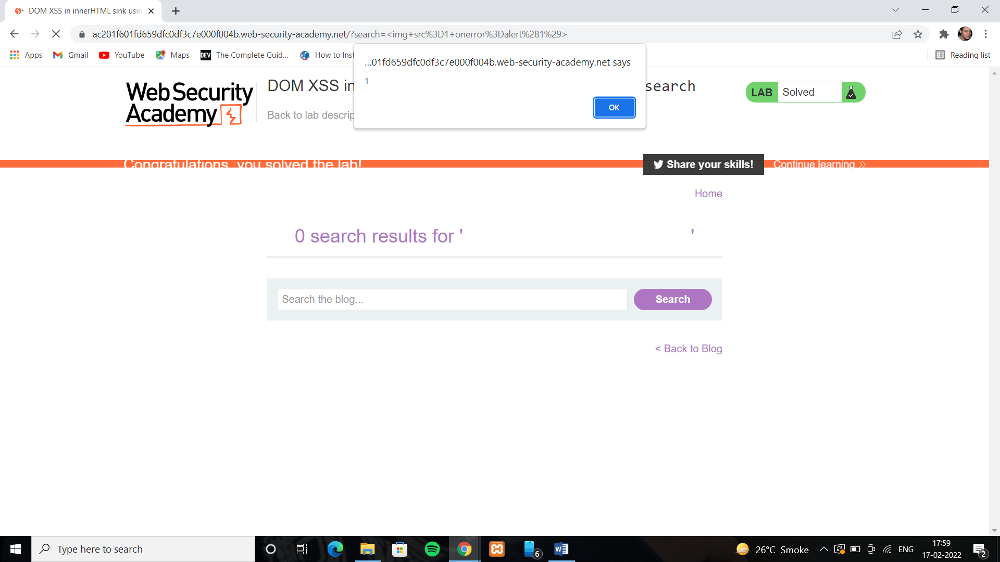 DOM XSS in innerHTML sink usin
ac201f601fd659dfc0df3c7e000f004b.web-security-academy.net/?search=<img+src%3D1+onerror%3Dalert%281%29>
Apps Gmail YouTube Maps DEV The Complete Guid... How to Inst Reading list
...01fd659dfc0df3c7e000f004b.web-security-academy.net says
1
OK
Web Security
Academy
DOM XSS in search
Back to lab descrip
LAB Solved
Congratulations, you solved the lab!
Share your skills! Continue learning
Home
0 search results for ' '
Search the blog...
Search
< Back to Blog
Type here to search
6
W
26°C Smoke
ENG
17:59
17-02-2022
2